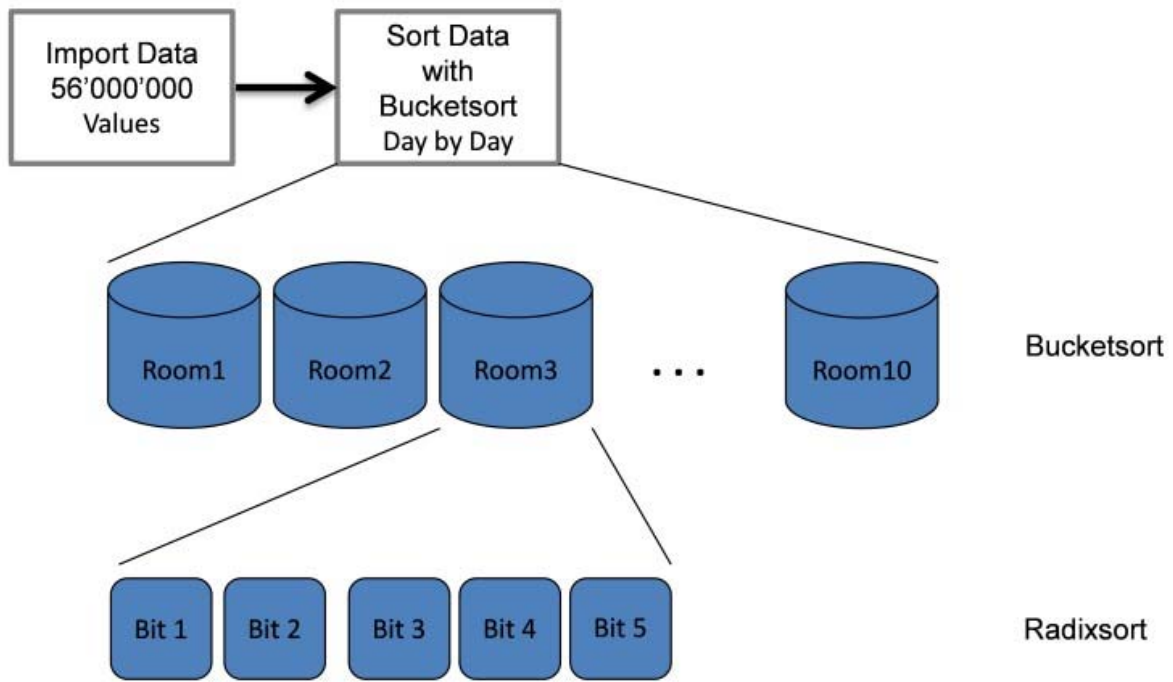 Import Data
56’000’000
Values
Sort Data
with
Bucketsort
Day by Day
Room1
Room2
Room3
...
Room10
Bucketsort
Bit 1
Bit 2
Bit 3
Bit 4
Bit 5
Radixsort